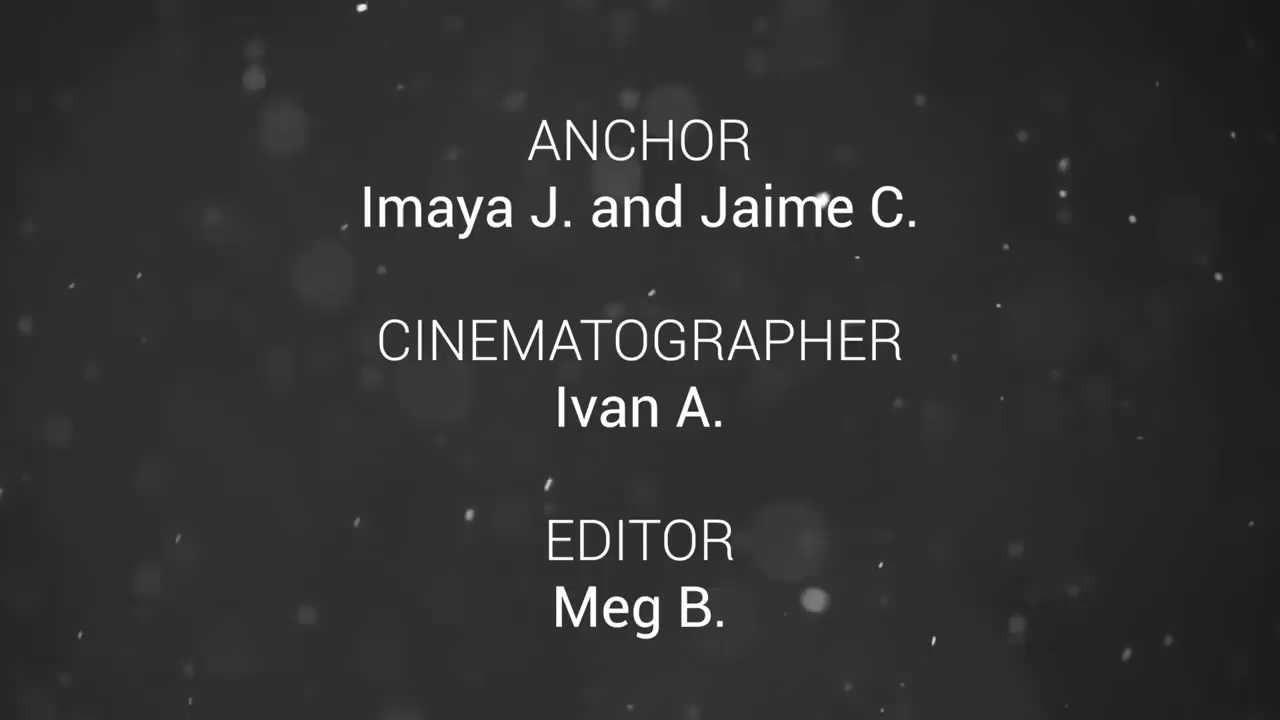 ANCHOR
Imaya J. and Jaime C.
CINEMATOGRAPHER
Ivan A.
EDITOR
Meg B.